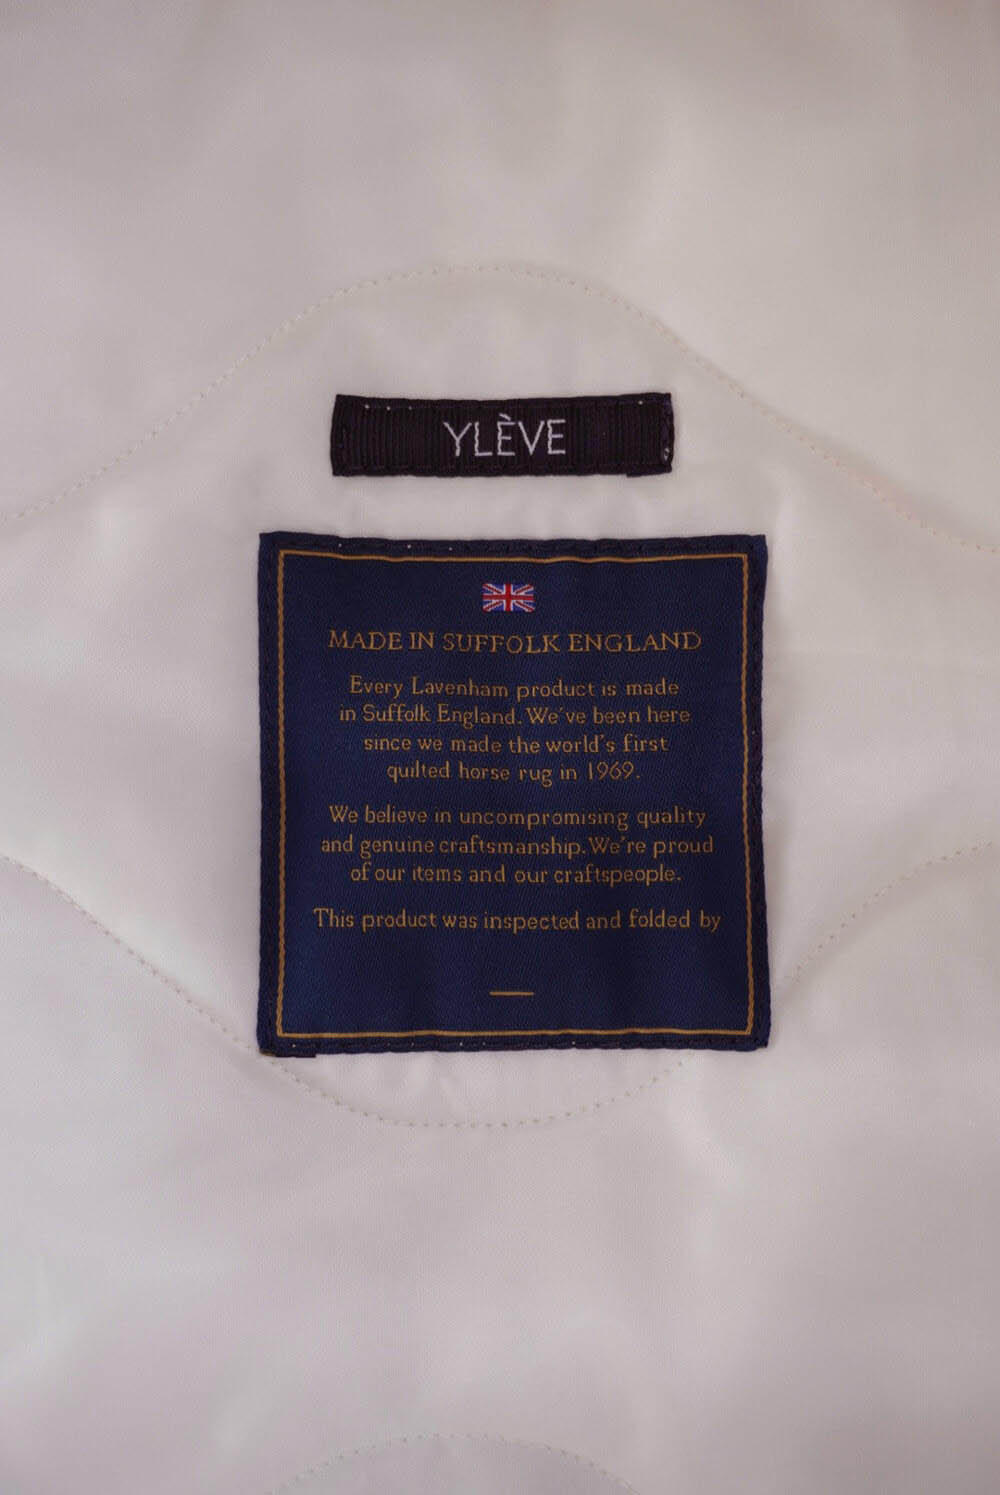 YLÈVE
MADE IN SUFFOLK ENGLAND
Every Lavenham product is made
in Suffolk England. We've been here
since we made the world's first
quilted horse rug in 1969.
We believe in uncompromising quality
and genuine craftsmanship. We're proud
of our items and our craftspeople.
This product was inspected and folded by